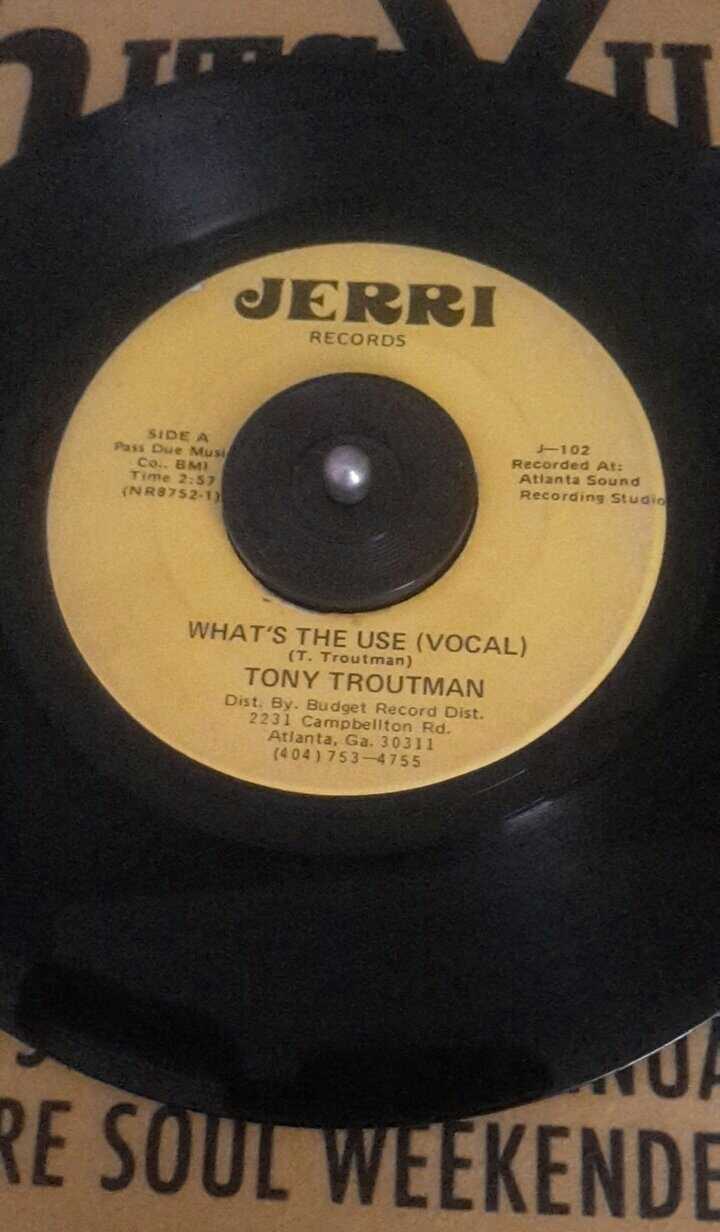 JERRI
RECORDS
SIDE A
Pass Due Musi
Co., BMI
Time 2:57
(NR8752-1)
J—102
Recorded At:
Atlanta Sound
Recording Studio
WHAT'S THE USE (VOCAL)
(T. Troutman)
TONY TROUTMAN
Dist. By. Budget Record Dist.
2231 Campbellton Rd.
Atlanta, Ga. 30311
(404) 753—4755
RE SOUL WEEKENDE